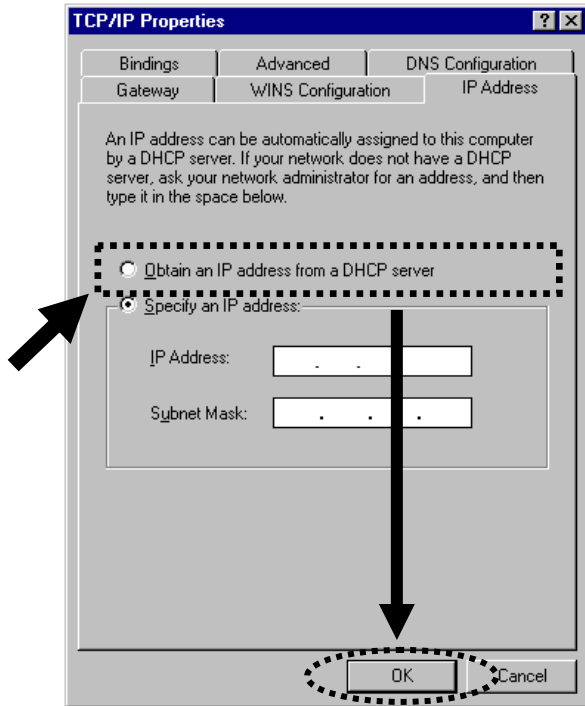 TCP/IP Properties
Bindings Advanced DNS Configuration
Gateway WINS Configuration IP Address
An IP address can be automatically assigned to this computer
by a DHCP server. If your network does not have a DHCP
server, ask your network administrator for an address, and then
type it in the space below.
Obtain an IP address from a DHCP server
Specify an IP address:
IP Address:
Subnet Mask:
OK Cancel